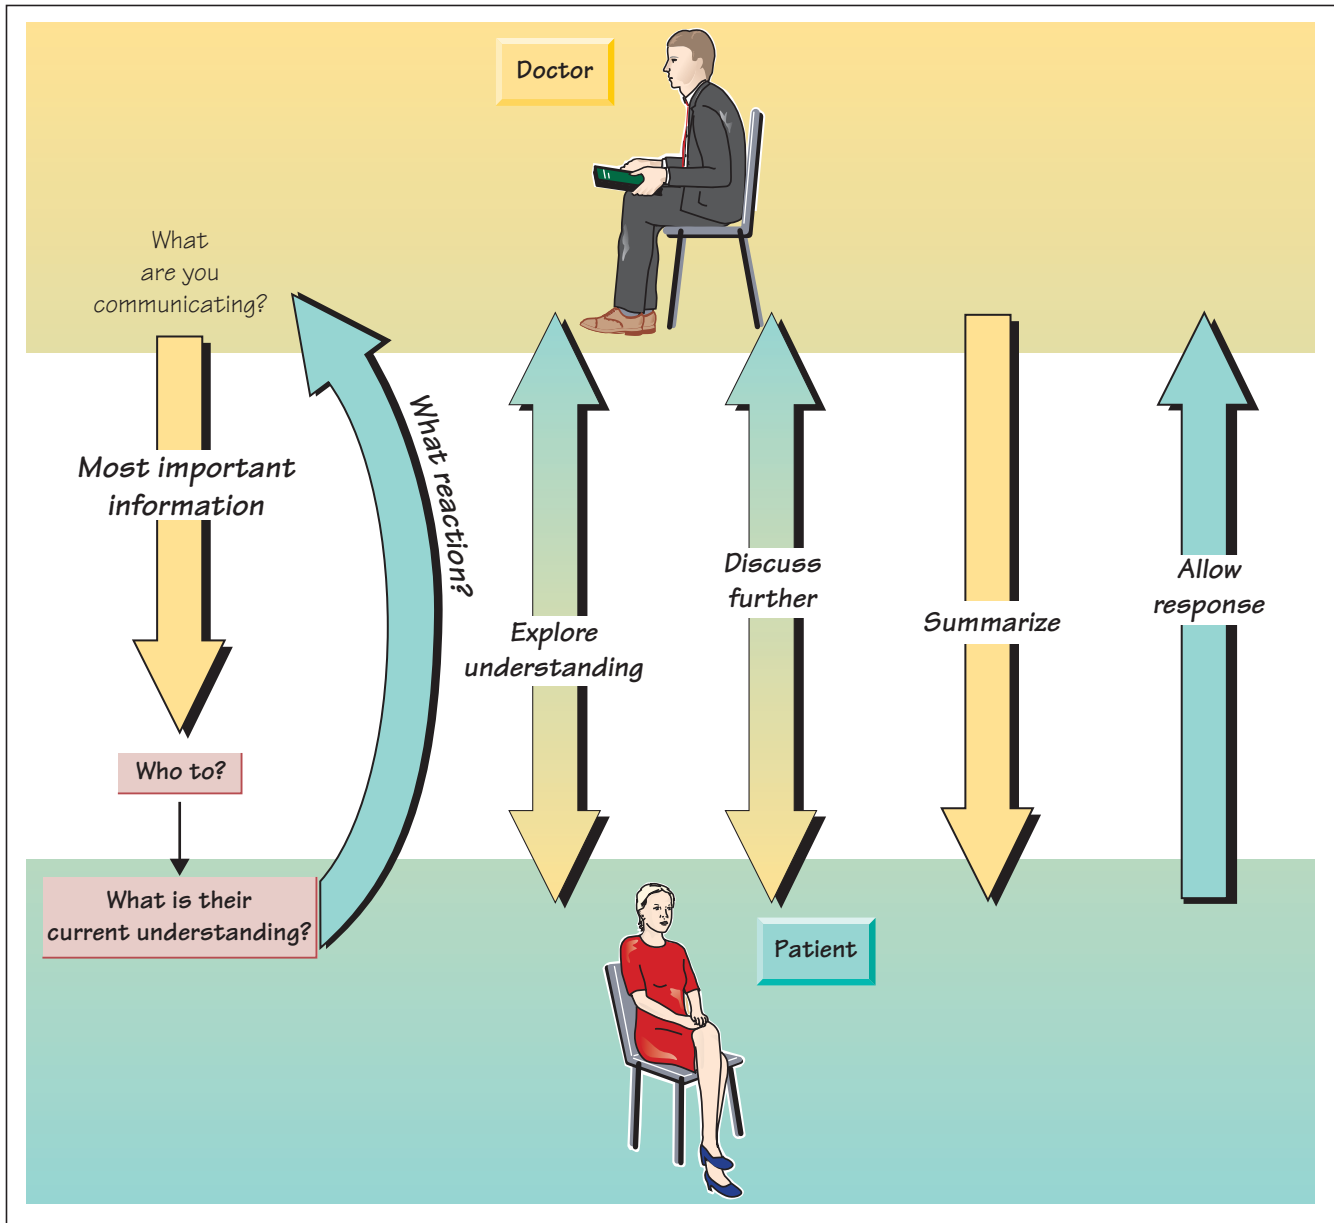 Doctor
What
are you
communicating?
Most important
information
What reaction?
Who to?
What is their
current understanding?
Explore
understanding
Discuss
further
Summarize
Allow
response
Patient